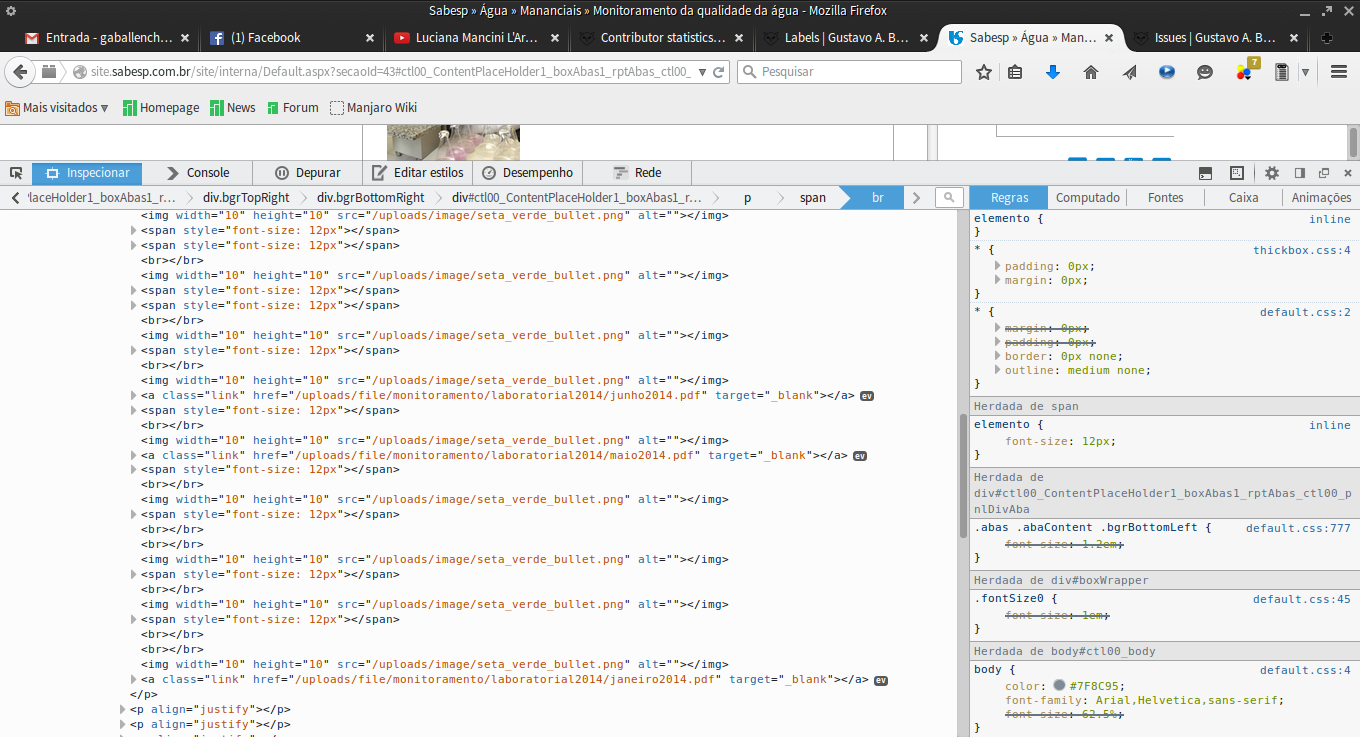 Sabesp » Água » Mananciais » Monitoramento da qualidade da água - Mozilla Firefox
Entrada - gaballench...
(1) Facebook
Luciana Mancini L'Ar...
Contributor statistics...
Labels | Gustavo A. B...
Sabesp » Água » Man...
Issues | Gustavo A. B...
site.sabesp.com.br/site/interna/Default.aspx?secaoId=43#ctl00_ContentPlaceHolder1_boxAbas1_rptAbas_ctl00_
Pesquisar
7
Mais visitados
Homepage
News
Forum
Manjaro Wiki
Inspecionar
Console
Depurar
Editar estilos
Desempenho
Rede
PlaceHolder1_boxAbas1_r...
div.bgrTopRight
div.bgrBottomRight
div#ctl00_ContentPlaceHolder1_boxAbas1_r...
p
span
br
Regras
Computado
Fontes
Caixa
Animações
<img width="10" height="10" src="/uploads/image/seta_verde_bullet.png" alt=""></img>
<span style="font-size: 12px"></span>
<span style="font-size: 12px"></span>
<br></br>
<img width="10" height="10" src="/uploads/image/seta_verde_bullet.png" alt=""></img>
<span style="font-size: 12px"></span>
<span style="font-size: 12px"></span>
<br></br>
<img width="10" height="10" src="/uploads/image/seta_verde_bullet.png" alt=""></img>
<span style="font-size: 12px"></span>
<br></br>
<img width="10" height="10" src="/uploads/image/seta_verde_bullet.png" alt=""></img>
<a class="link" href="/uploads/file/monitoramento/laboratorial2014/junho2014.pdf" target="_blank"></a> ev
<span style="font-size: 12px"></span>
<br></br>
<img width="10" height="10" src="/uploads/image/seta_verde_bullet.png" alt=""></img>
<a class="link" href="/uploads/file/monitoramento/laboratorial2014/maio2014.pdf" target="_blank"></a> ev
<span style="font-size: 12px"></span>
<br></br>
<img width="10" height="10" src="/uploads/image/seta_verde_bullet.png" alt=""></img>
<span style="font-size: 12px"></span>
<br></br>
<br></br>
<img width="10" height="10" src="/uploads/image/seta_verde_bullet.png" alt=""></img>
<span style="font-size: 12px"></span>
<br></br>
<img width="10" height="10" src="/uploads/image/seta_verde_bullet.png" alt=""></img>
<span style="font-size: 12px"></span>
<br></br>
<br></br>
<img width="10" height="10" src="/uploads/image/seta_verde_bullet.png" alt=""></img>
<a class="link" href="/uploads/file/monitoramento/laboratorial2014/janeiro2014.pdf" target="_blank"></a> ev
</p>
<p align="justify"></p>
<p align="justify"></p>
elemento { inline
}
* { thickbox.css:4
padding: 0px;
margin: 0px;
}
* { default.css:2
margin: 0px;
padding: 0px;
border: 0px none;
outline: medium none;
}
Herdada de span
elemento { inline
font-size: 12px;
}
Herdada de
div#ctl00_ContentPlaceHolder1_boxAbas1_rptAbas_ctl00_p
nlDivAba
.abas .abaContent .bgrBottomLeft { default.css:777
font-size: 1.2em;
}
Herdada de div#boxWrapper
.fontSize0 { default.css:45
font-size: 1em;
}
Herdada de body#ctl00_body
body { default.css:4
color: #7F8C95;
font-family: Arial,Helvetica,sans-serif;
font-size: 62.5%;
}